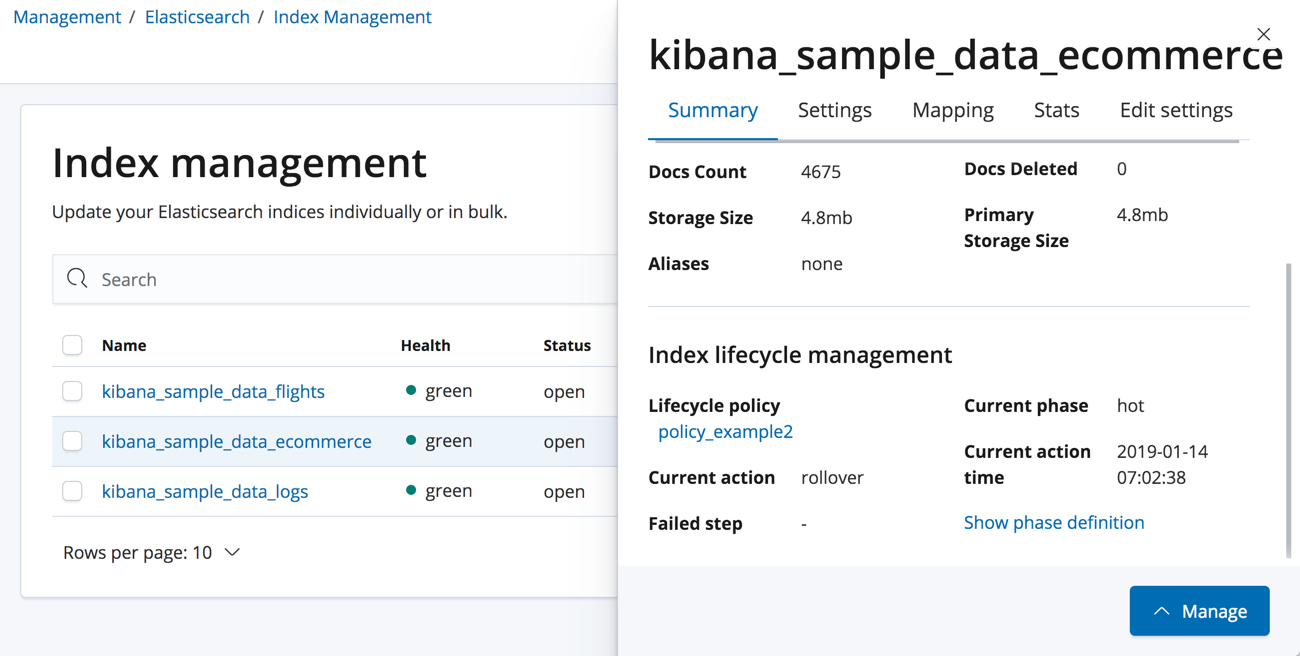 Management / Elasticsearch / Index Management
Index management
Update your Elasticsearch indices individually or in bulk.
Search
Name Health Status
kibana_sample_data_flights green open
kibana_sample_data_ecommerce green open
kibana_sample_data_logs green open
Rows per page: 10
kibana_sample_data_ecommerce
Summary Settings Mapping Stats Edit settings
Docs Count 4675 Docs Deleted 0
Storage Size 4.8mb Primary 4.8mb
Storage Size
Aliases none
Index lifecycle management
Lifecycle policy Current phase hot
policy_example2
Current action 2019-01-14
Current action rollover time 07:02:38
Failed step - Show phase definition
Manage